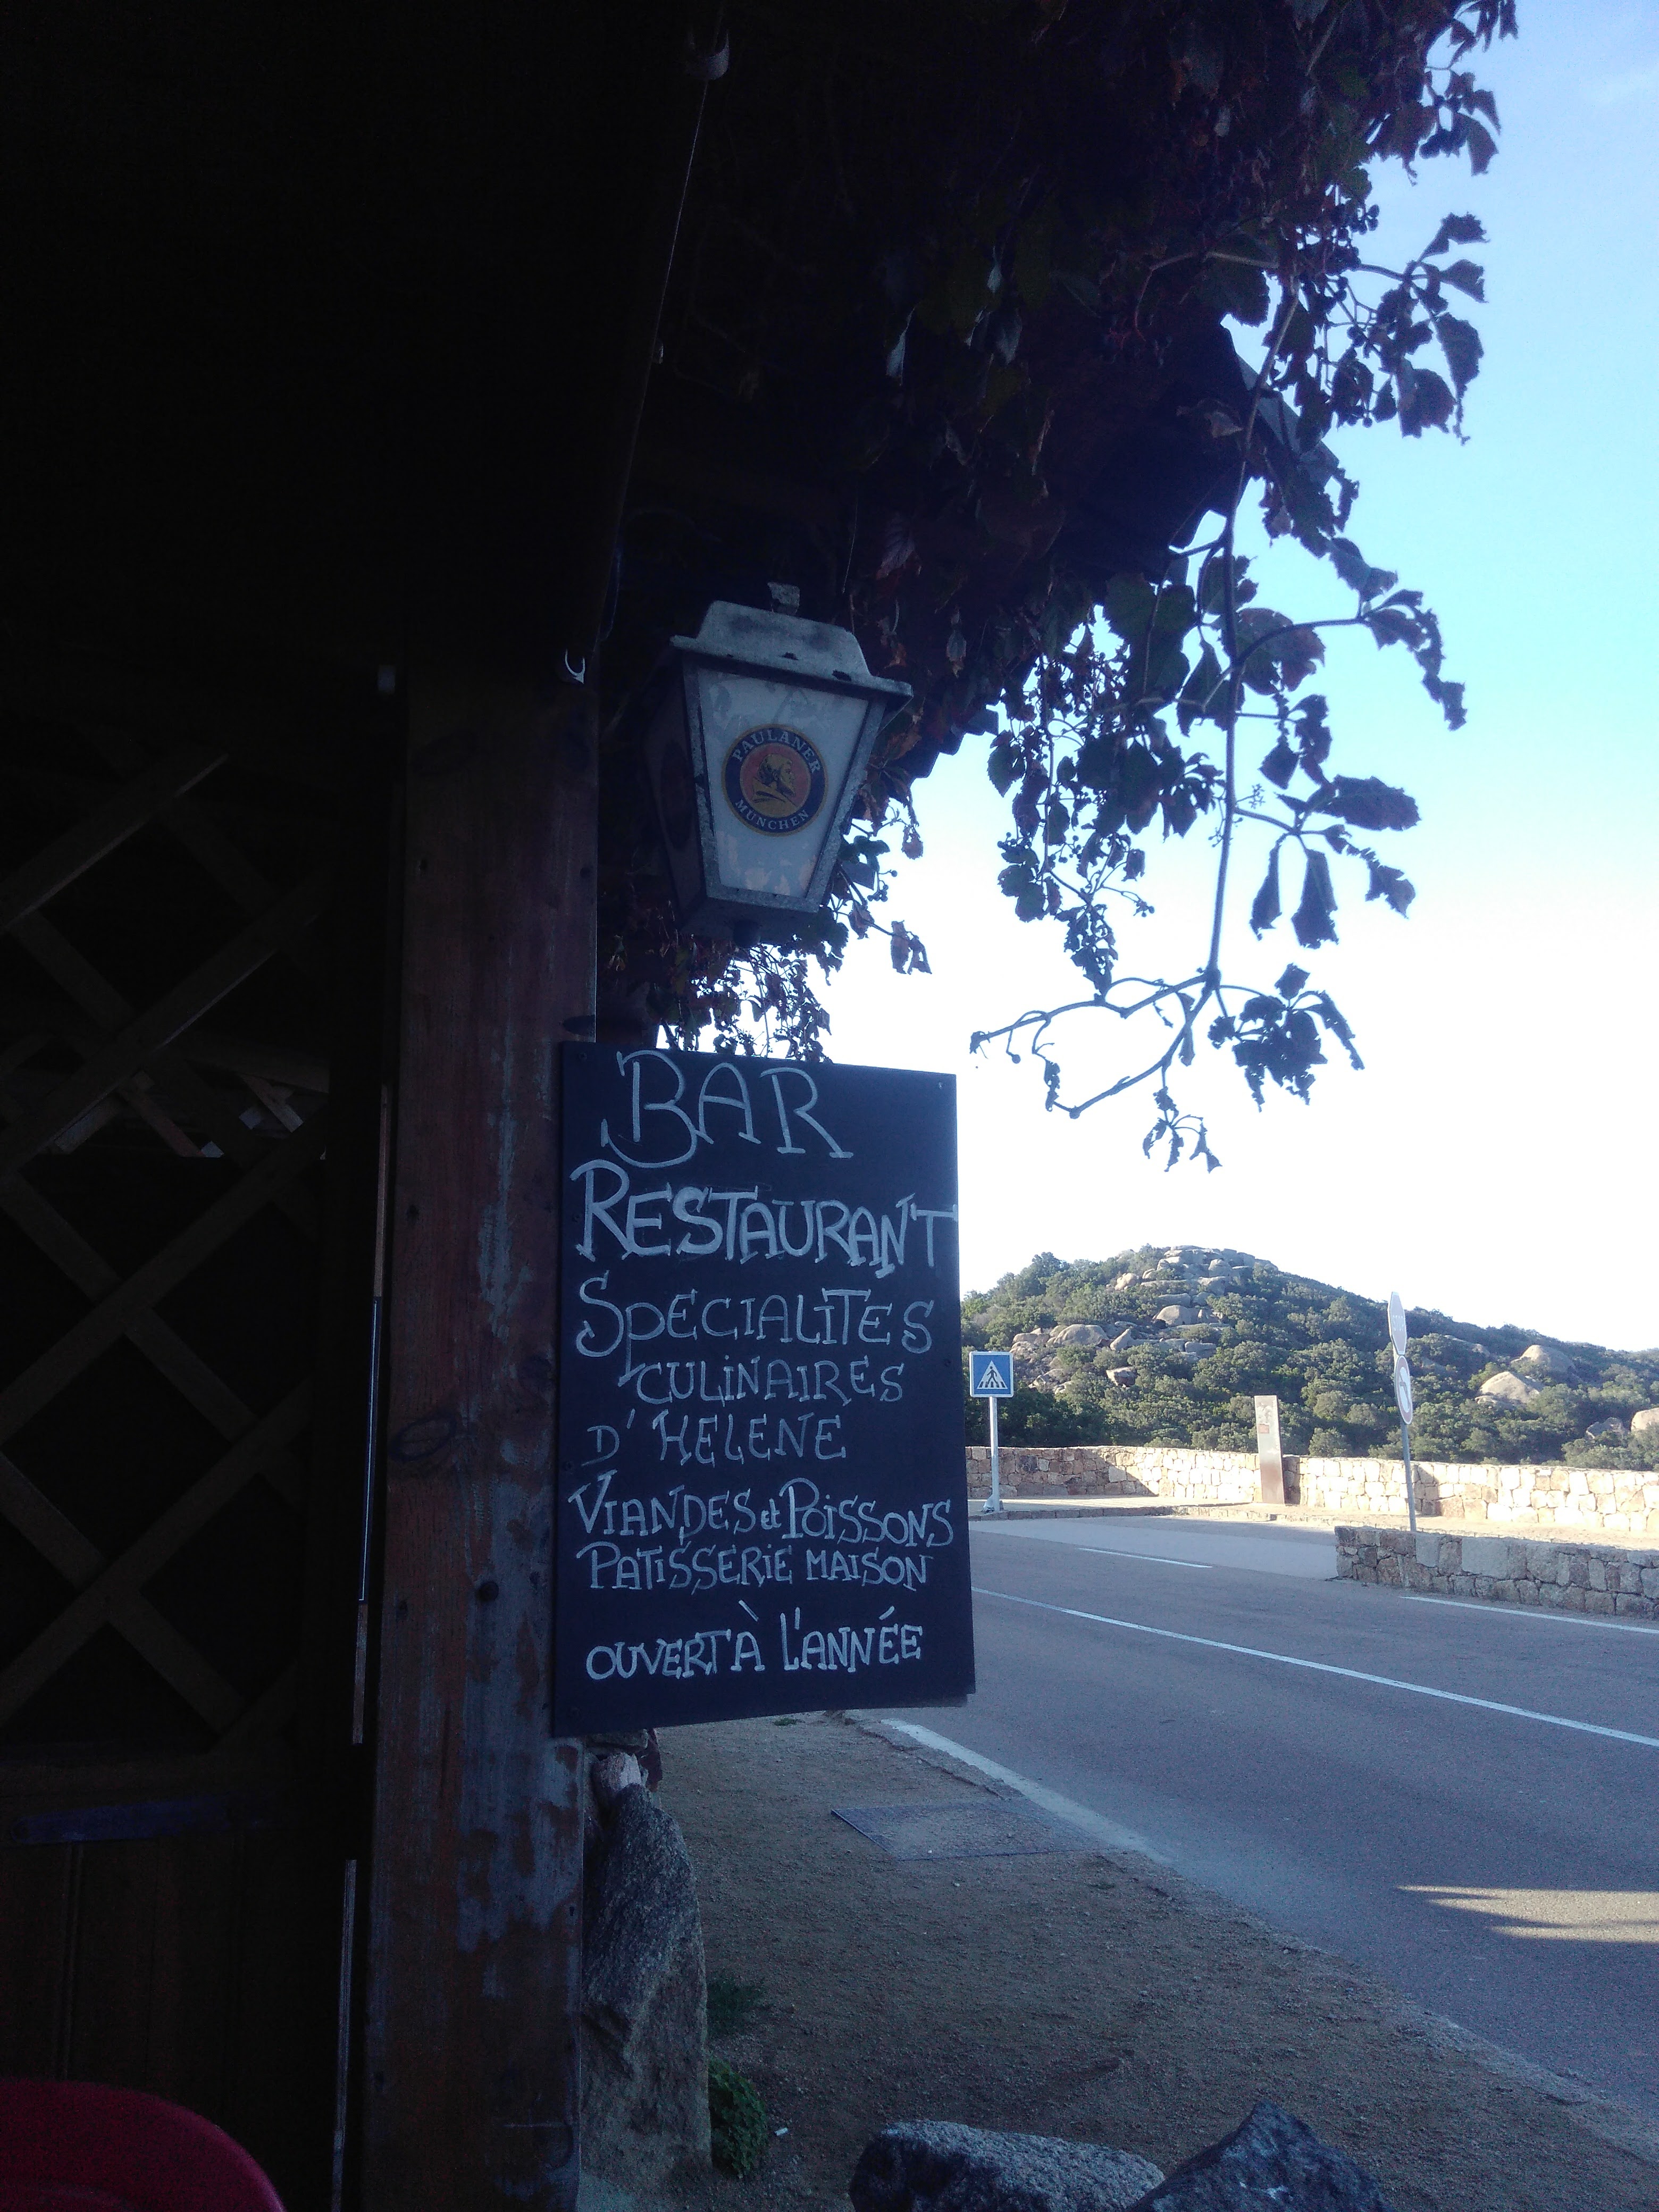 PAULANER
MÜNCHEN
BAR
RESTAURANT
SPECIALITES
CULINAIRES
D'HELENE
VIANDES et POISSONS
PATISSERIE MAISON
OUVERT À L'ANNÉE